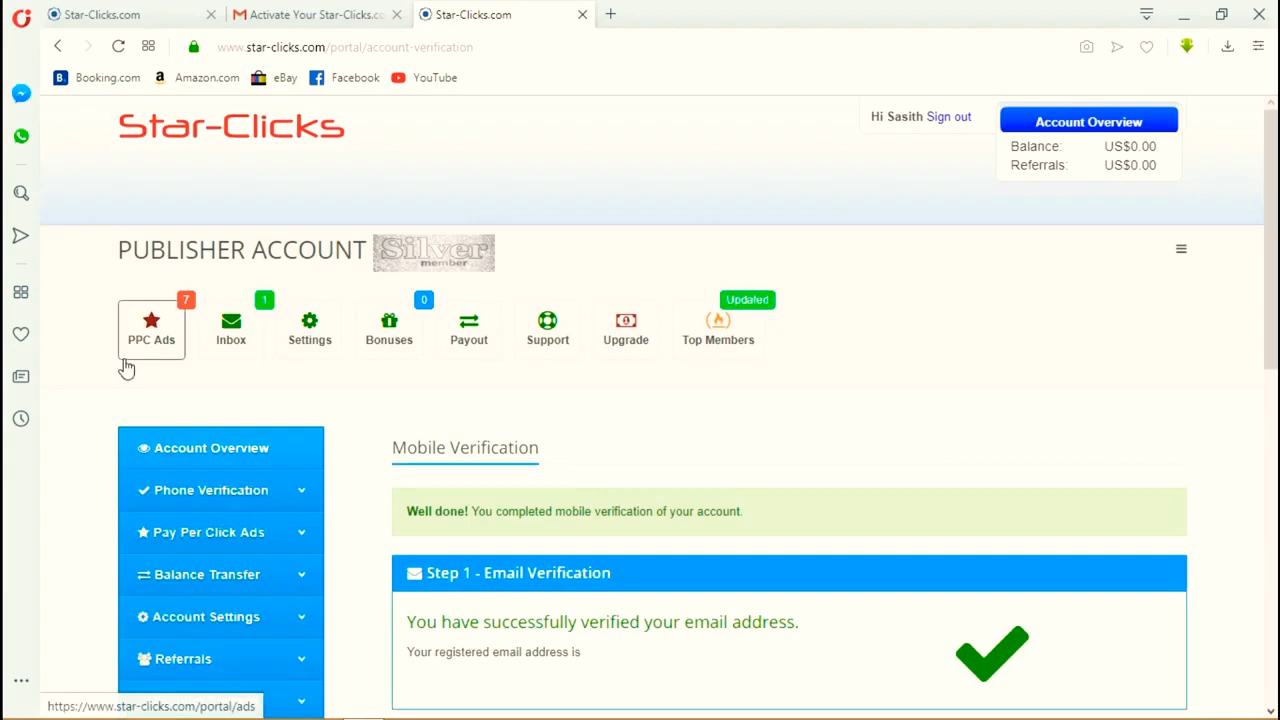 Star-Clicks.com
Activate Your Star-Clicks.co
Star-Clicks.com
www.star-clicks.com/portal/account-verification
B. Booking.com
Amazon.com
eBay
Facebook
YouTube
Star-Clicks
Hi Sasith Sign out
Account Overview
Balance: US$0.00
Referrals: US$0.00
PUBLISHER ACCOUNT
Silver
member
7
1
0
Updated
PPC Ads
Inbox
Settings
Bonuses
Payout
Support
Upgrade
Top Members
Account Overview
Phone Verification
Pay Per Click Ads
Balance Transfer
Account Settings
Referrals
Mobile Verification
Well done! You completed mobile verification of your account.
Step 1 - Email Verification
You have successfully verified your email address.
Your registered email address is
https://www.star-clicks.com/portal/ads